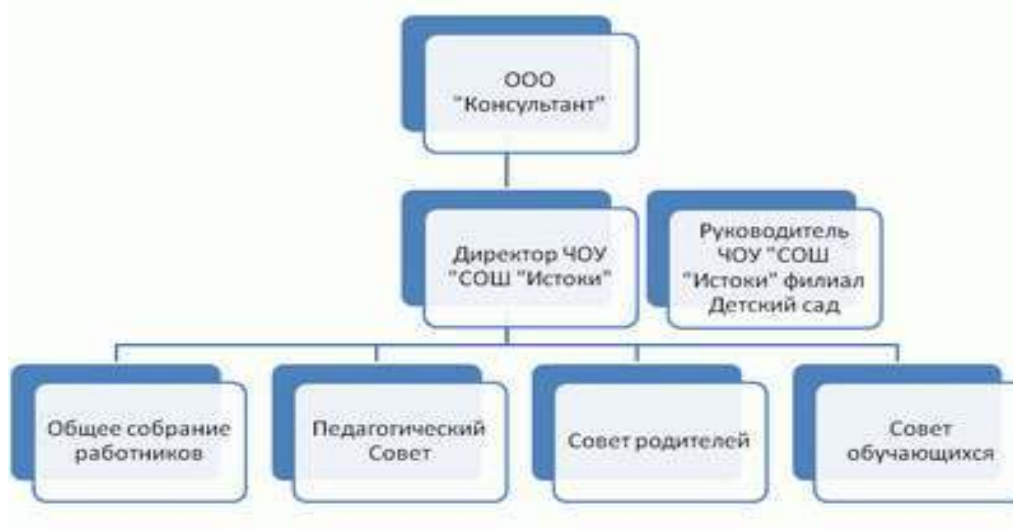 ООО
"Консультант"
Директор ЧОУ
"СОШ "Истоки"
Руководитель
ЧОУ "СОШ
"Истоки" филиал
Детский сад
Общее собрание
работников
Педагогический
Совет
Совет родителей
Совет
обучающихся